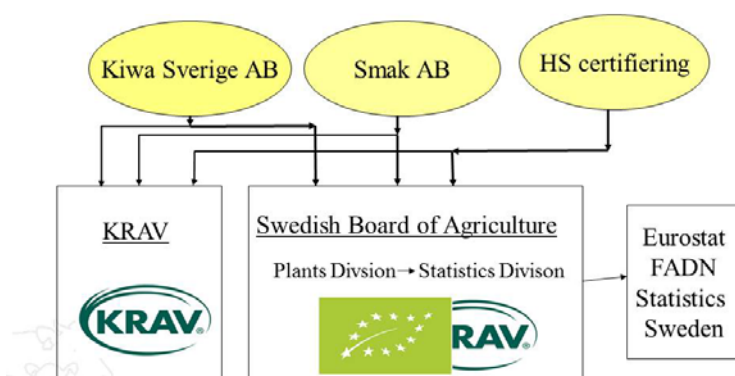 Kiwa Sverige AB
Smak AB
HS certifiering
KRAV
KRAV®
Swedish Board of Agriculture
Plants Divsion → Statistics Divison
RAV®
Eurostat
FADN
Statistics
Sweden